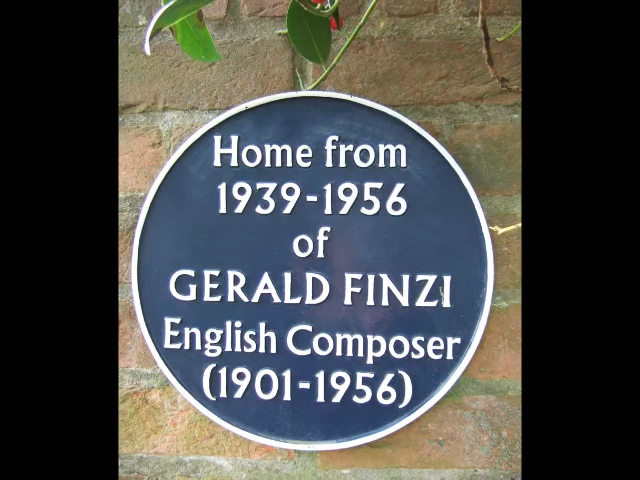 Home from
1939-1956
of
GERALD FINZI
English Composer
(1901-1956)